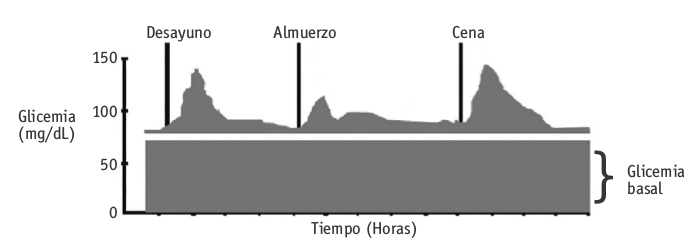 Desayuno
Almuerzo
Cena
150
100
50
0
Glicemia
(mg/dL)
Glicemia
basal
Tiempo (Horas)